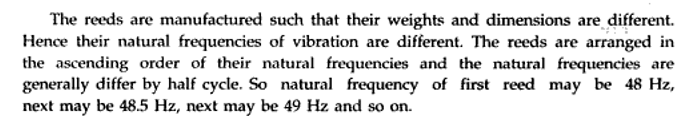 The reeds are manufactured such that their weights and dimensions are different.
Hence their natural frequencies of vibration are different. The reeds are arranged in
the ascending order of their natural frequencies and the natural frequencies are
generally differ by half cycle. So natural frequency of first reed may be 48 Hz,
next may be 48.5 Hz, next may be 49 Hz and so on.